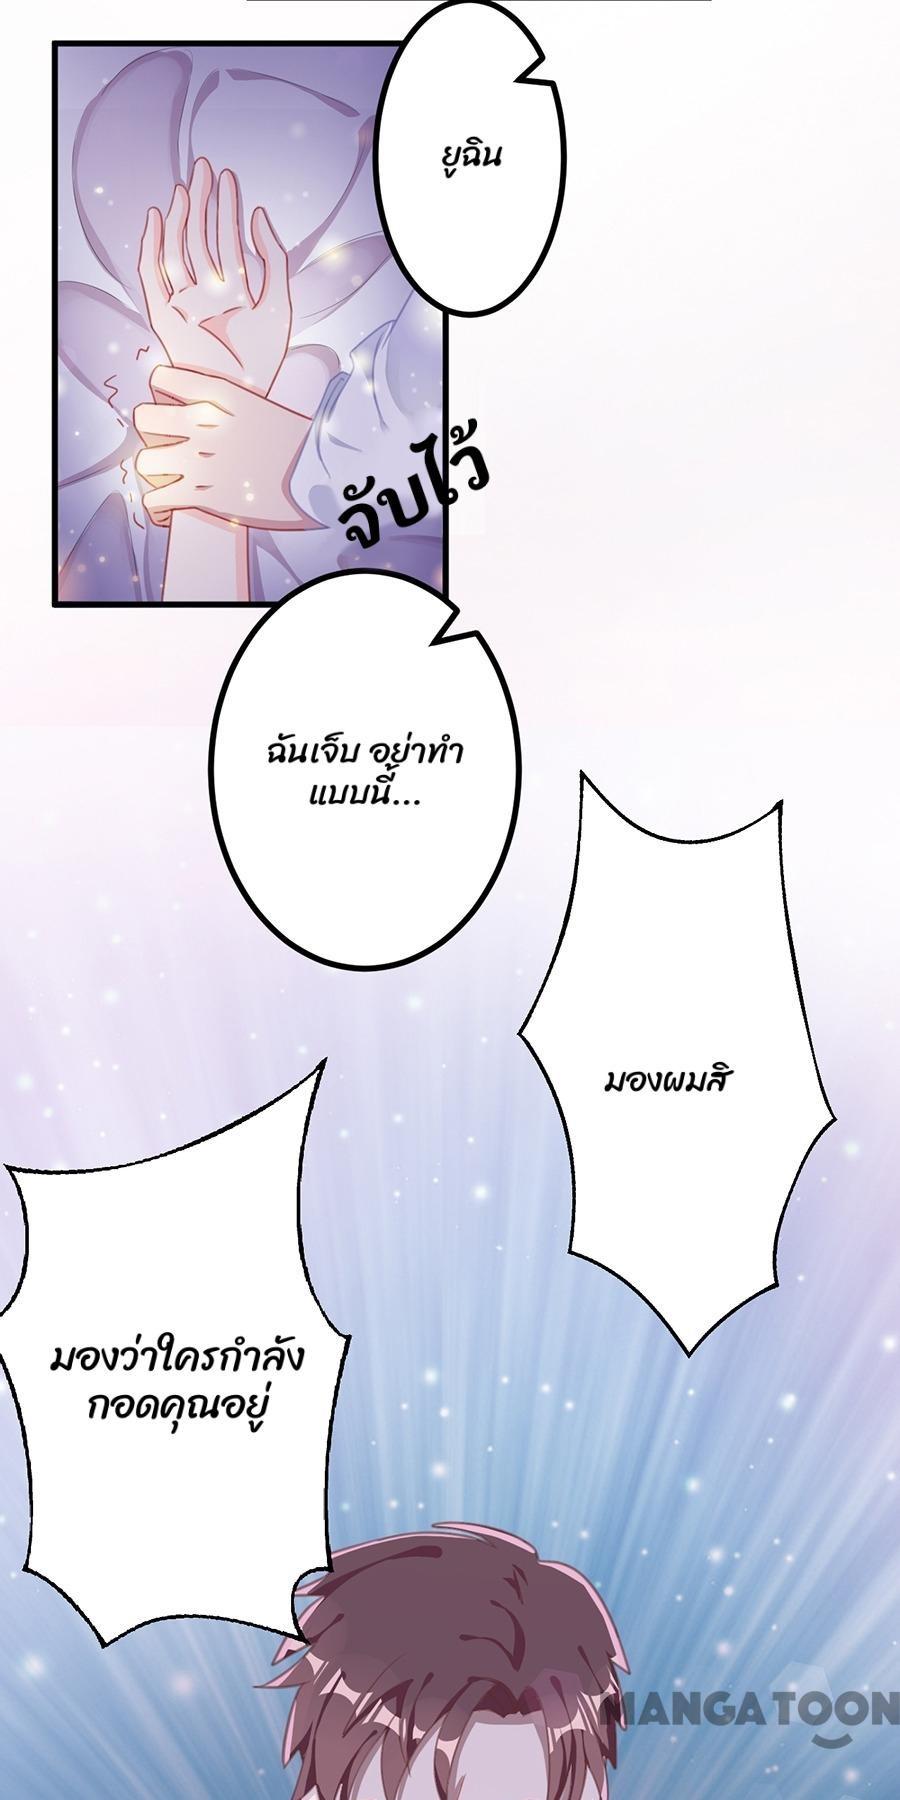 ยูฉิน
จับไว้
ฉันเจ็บ อย่าทำ
แบบนี้...
มองผมสิ
มองว่าใครกำลัง
กอดคุณอยู่
MANGATOON